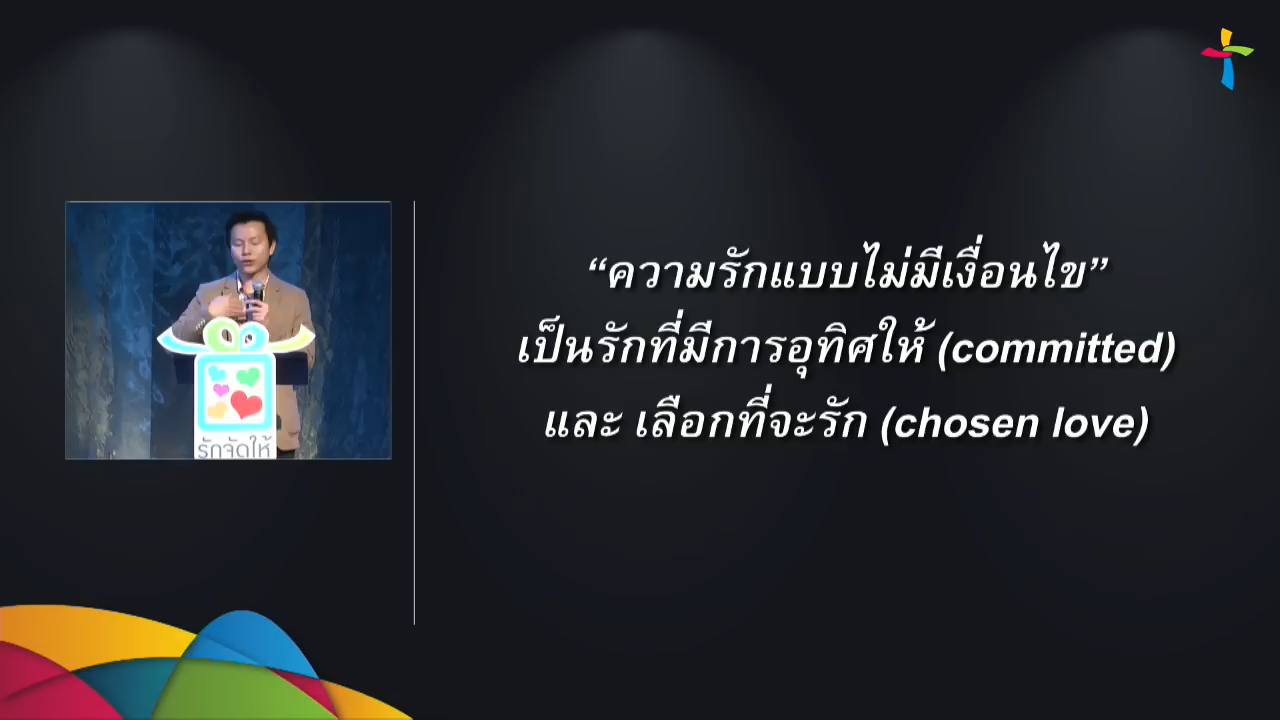 “ความรักแบบไม่มีเงื่อนไข”
เป็นรักที่มีการอุทิศให้ (committed)
และ เลือกที่จะรัก (chosen love)
รักจัดให้